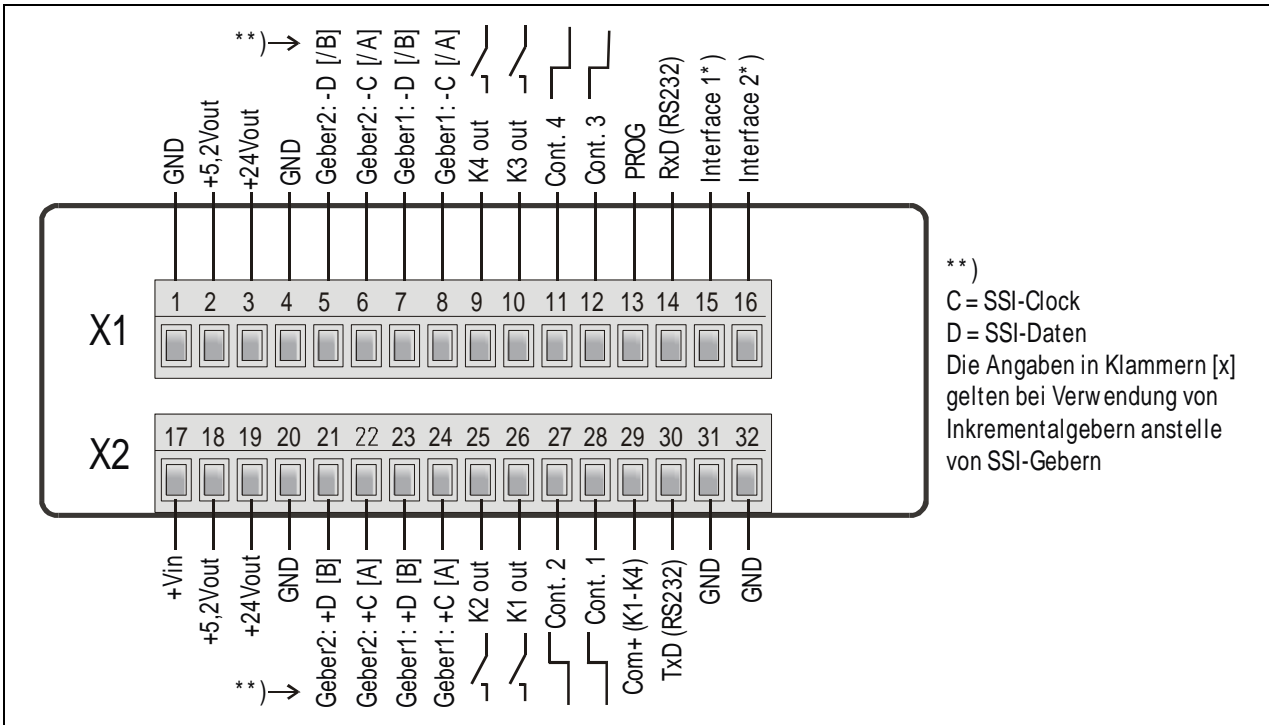 **)→
GND
+5,2Vout
+24Vout
GND
Geber2: -D [/B]
Geber2: -C [/A]
Geber1: -D [/B]
Geber1: -C [/A]
K4 out
K3 out
Cont. 4
Cont. 3
PROG
RxD (RS232)
Interface 1*)
Interface 2*)
X1
1 2 3 4 5 6 7 8 9 10 11 12 13 14 15 16
X2
17 18 19 20 21 22 23 24 25 26 27 28 29 30 31 32
+Vin
+5,2Vout
+24Vout
GND
Geber2: +D [B]
Geber2: +C [A]
Geber1: +D [B]
Geber1: +C [A]
K2 out
K1 out
Cont. 2
Cont. 1
Com+ (K1-K4)
TxD (RS232)
GND
GND
**)→
**)
C = SSI-Clock
D = SSI-Daten
Die Angaben in Klammern [x]
gelten bei Verwendung von
Inkrementalgebern anstelle
von SSI-Gebern